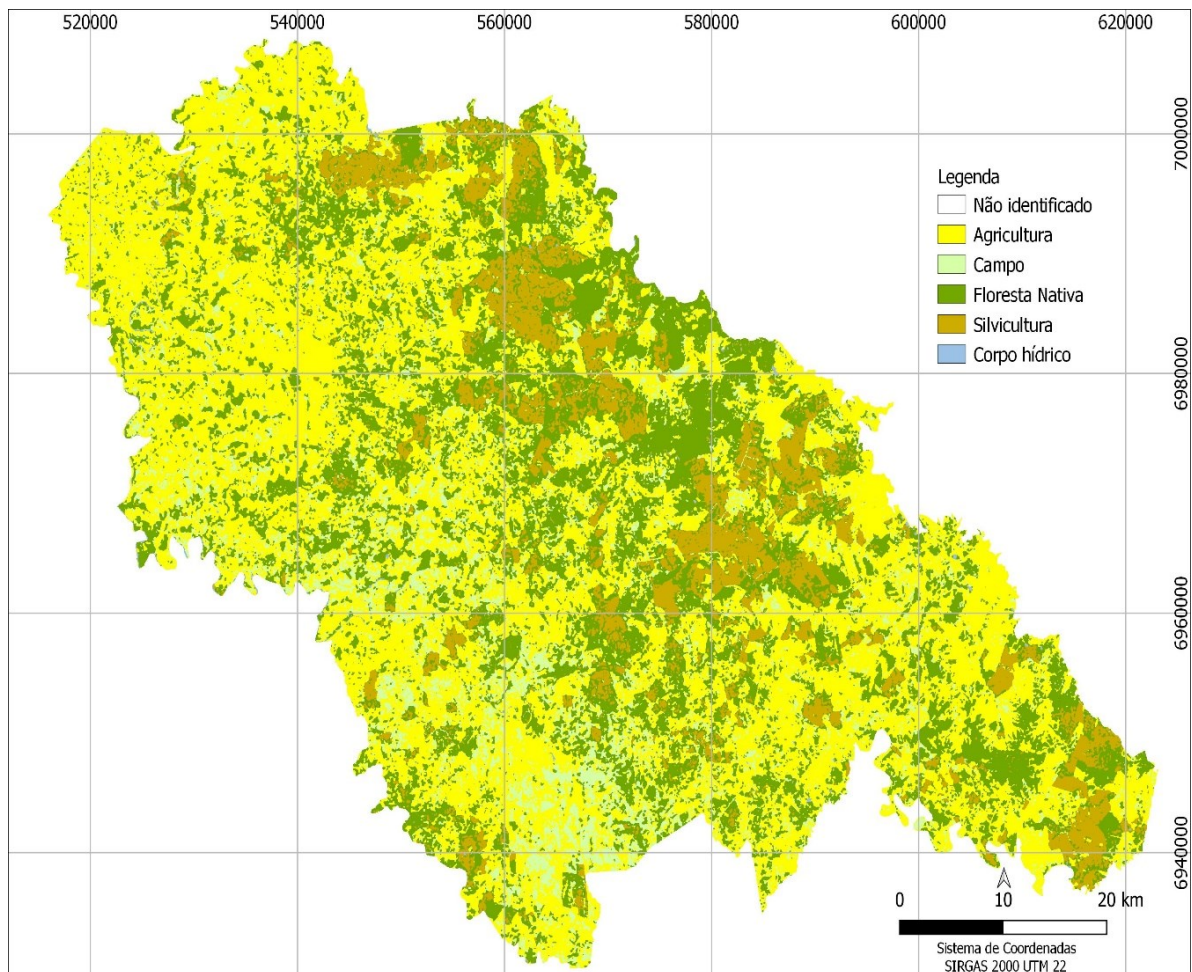 520000 540000 560000 580000 600000 620000
7000000
Legenda
Não identificado
Agricultura
Campo
Floresta Nativa
Silvicultura
Corpo hídrico
6980000
6960000
6940000
0 10 20 km
Sistema de Coordenadas
SIRGAS 2000 UTM 22